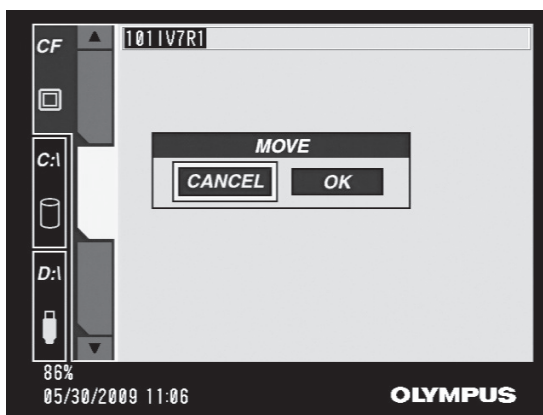 CF
101IV7R1
C:\
MOVE
CANCEL OK
D:\
86%
05/30/2009 11:06
OLYMPUS